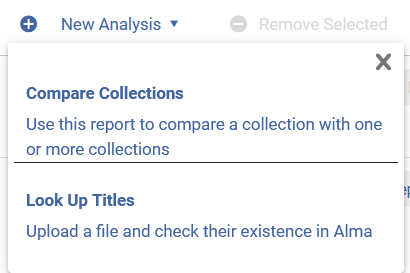 New Analysis
Remove Selected
Compare Collections
Use this report to compare a collection with one
or more collections
Look Up Titles
Upload a file and check their existence in Alma